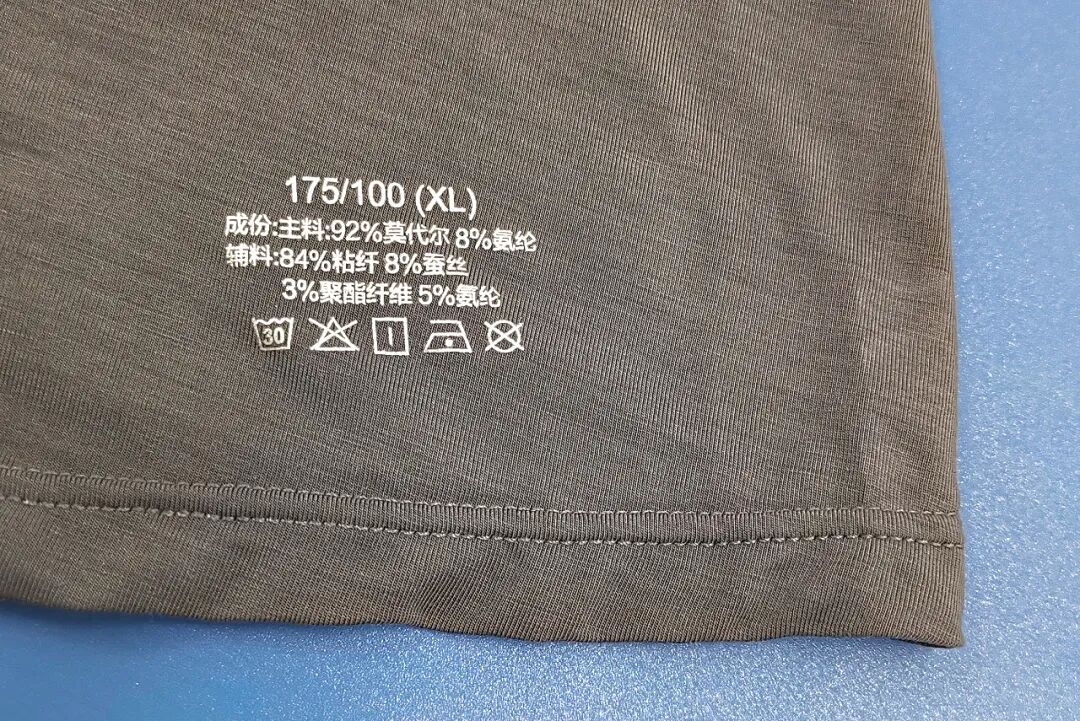 175/100 (XL)
成份:主料:92%莫代尔 8%氨纶
辅料:84%粘纤 8%蚕丝
3%聚酯纤维 5%氨纶
30